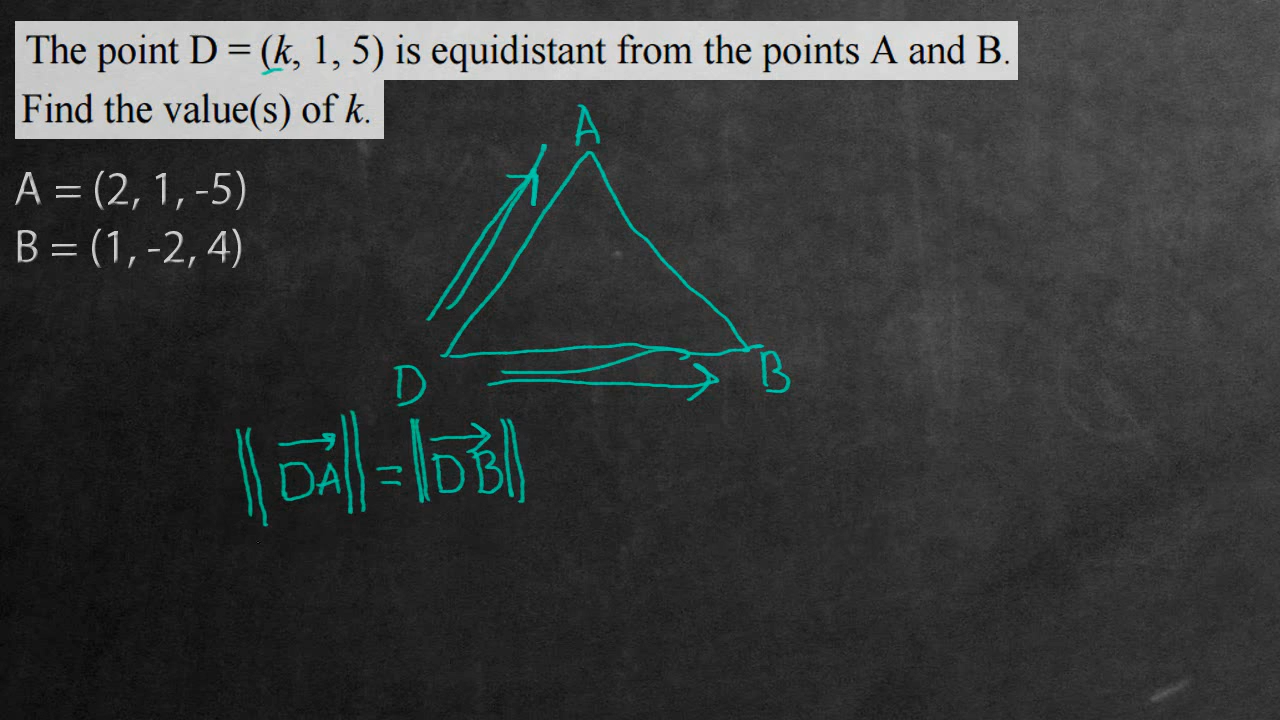 The point D = (k, 1, 5) is equidistant from the points A and B.
Find the value(s) of k.
A = (2, 1, -5)
B = (1, -2, 4)
A
D
B
||DA|| = ||DB||